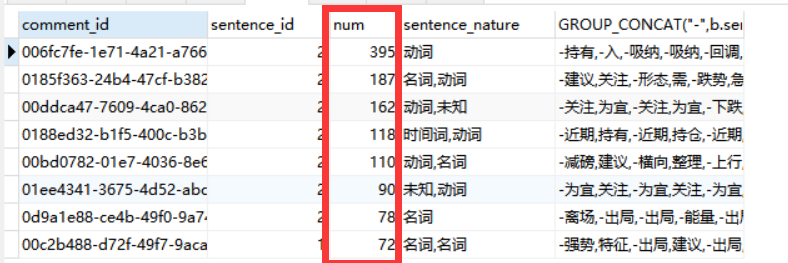 comment_id sentence_id num sentence_nature GROUP_CONCAT("-",b.ser
006fc7fe-1e71-4a21-a766 2 395 动词 -持有,-入,-吸纳,-吸纳,-回调,
0185f363-24b4-47cf-b382 2 187 名词,动词 -建议,关注,-形态,需,-跌势,急
00ddca47-7609-4ca0-862 2 162 动词,未知 -关注,为宜,-关注,为宜,-下跌,
0188ed32-b1f5-400c-b3b 2 118 时间词,动词 -近期,持有,-近期,持仓,-近期,
00bd0782-01e7-4036-8e6 2 110 动词,名词 -减磅,建议,-横向,整理,-上行,
01ee4341-3675-4d52-abc 2 90 未知,动词 -为宜,关注,-为宜,关注,-为宜,
0d9a1e88-ce4b-49f0-9a74 2 78 名词 -斋场,-出局,-出局,-能量,-出局
00c2b488-d72f-49f7-9aca 1 72 名词,名词 -强势,特征,-出局,建议,-出局,